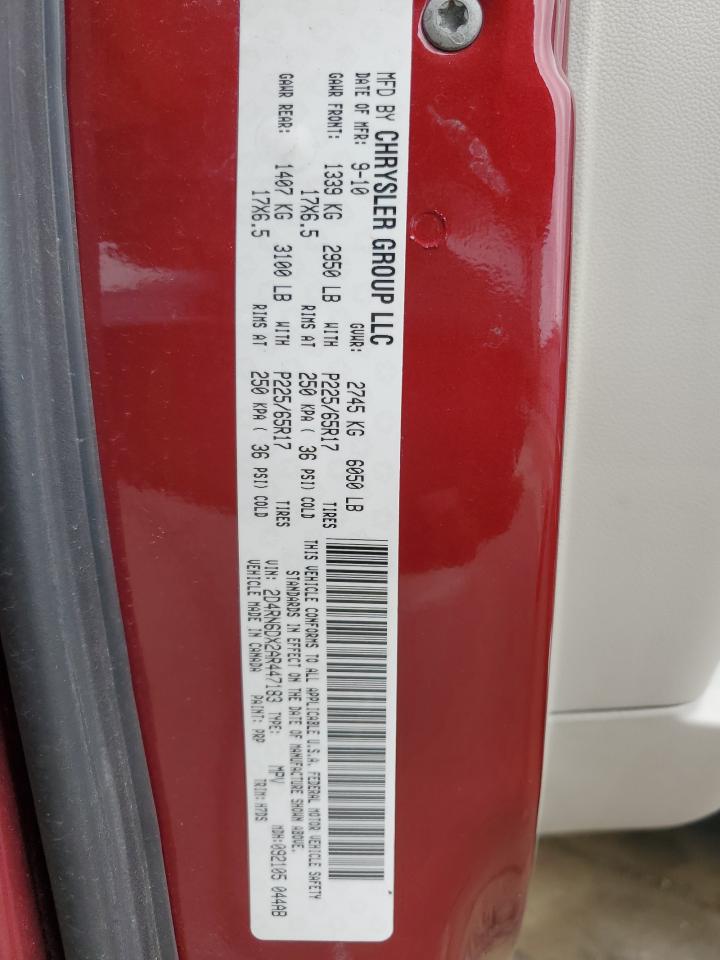 MFD BY CHRYSLER GROUP LLC
DATE OF MFR: 9-10 GVWR: 2745 KG 6050 LB
GAWR FRONT: 1339 KG 2950 LB WITH P225/65R17 TIRES
17X6.5 RIMS AT 250 KPA ( 36 PSI) COLD
GAWR REAR: 1407 KG 3100 LB WITH P225/65R17 TIRES
17X6.5 RIMS AT 250 KPA ( 36 PSI) COLD
THIS VEHICLE CONFORMS TO ALL APPLICABLE U.S.A. FEDERAL MOTOR VEHICLE SAFETY
STANDARDS IN EFFECT ON THE DATE OF MANUFACTURE SHOWN ABOVE.
VIN: 2D4RN6DX2AR447183 TYPE: MPV MDH:092105 044AB
VEHICLE MADE IN CANADA PAINT: PRP TRIM: H7DS